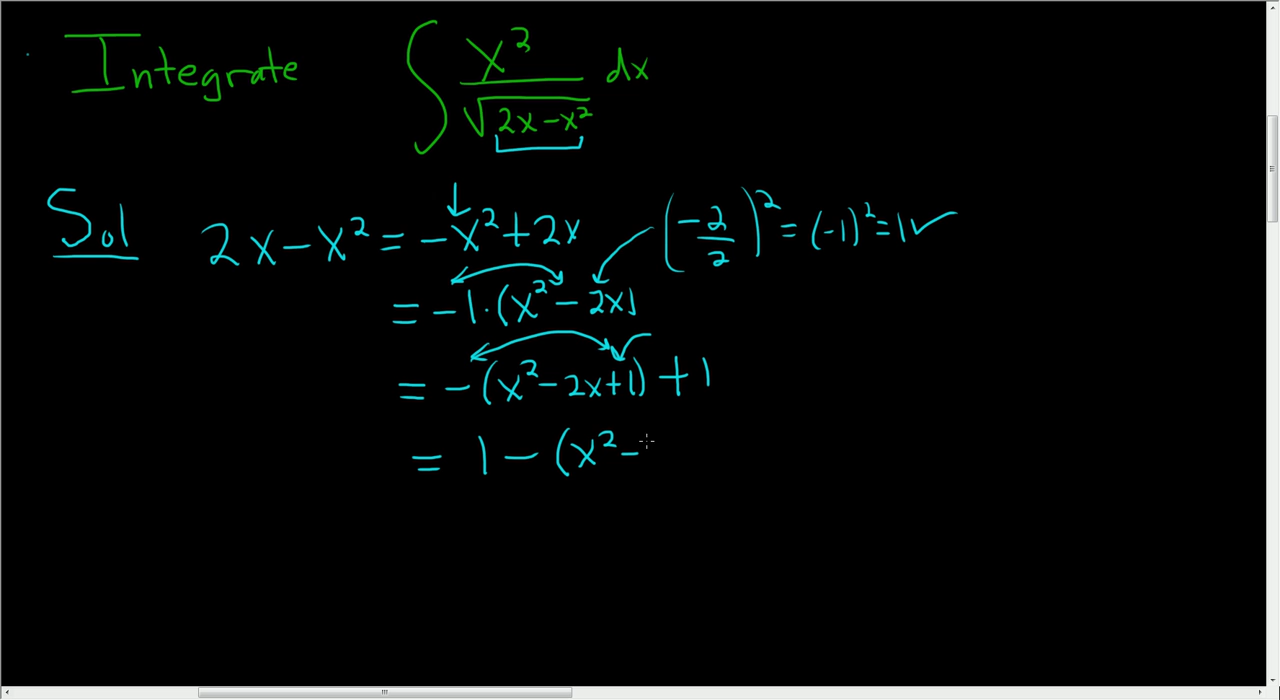 Integrate ∫ x² / √(2x-x²) dx
Sol 2x-x² = -x²+2x (-2/2)² = (-1)² = 1 ✓
= -1·(x²-2x)
= -(x²-2x+1)+1
= 1-(x²-